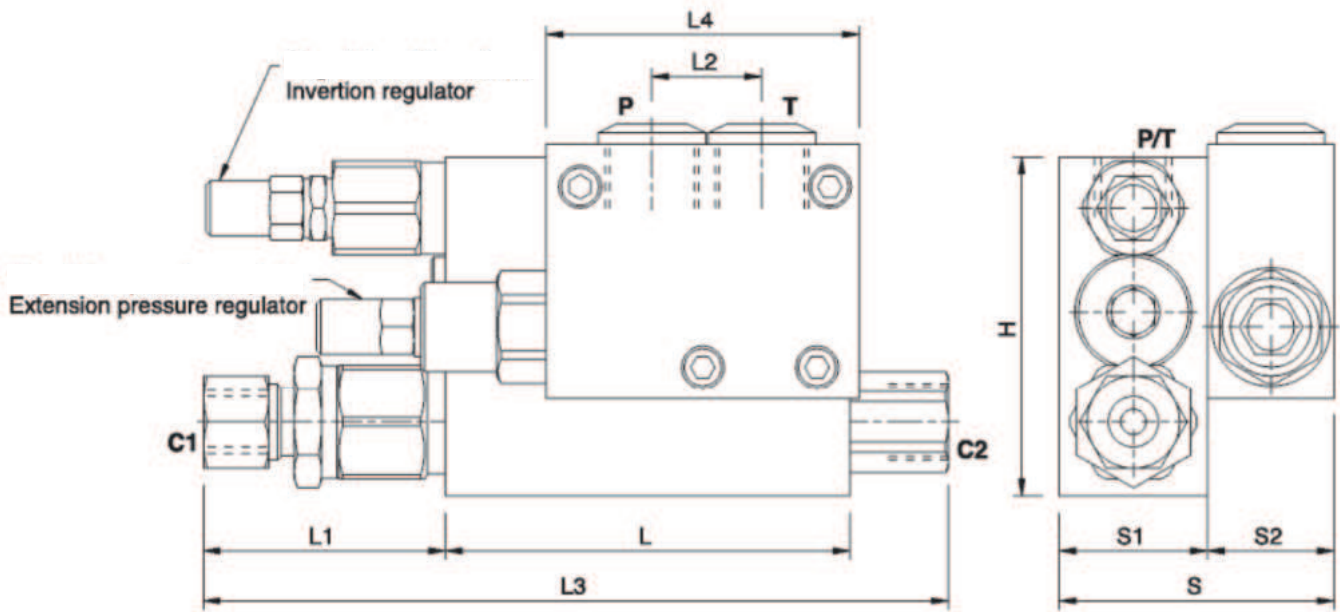 L4
L2
Invertion regulator
P
T
P/T
Extension pressure regulator
H
C1
C2
L1
L
S1
S2
L3
S